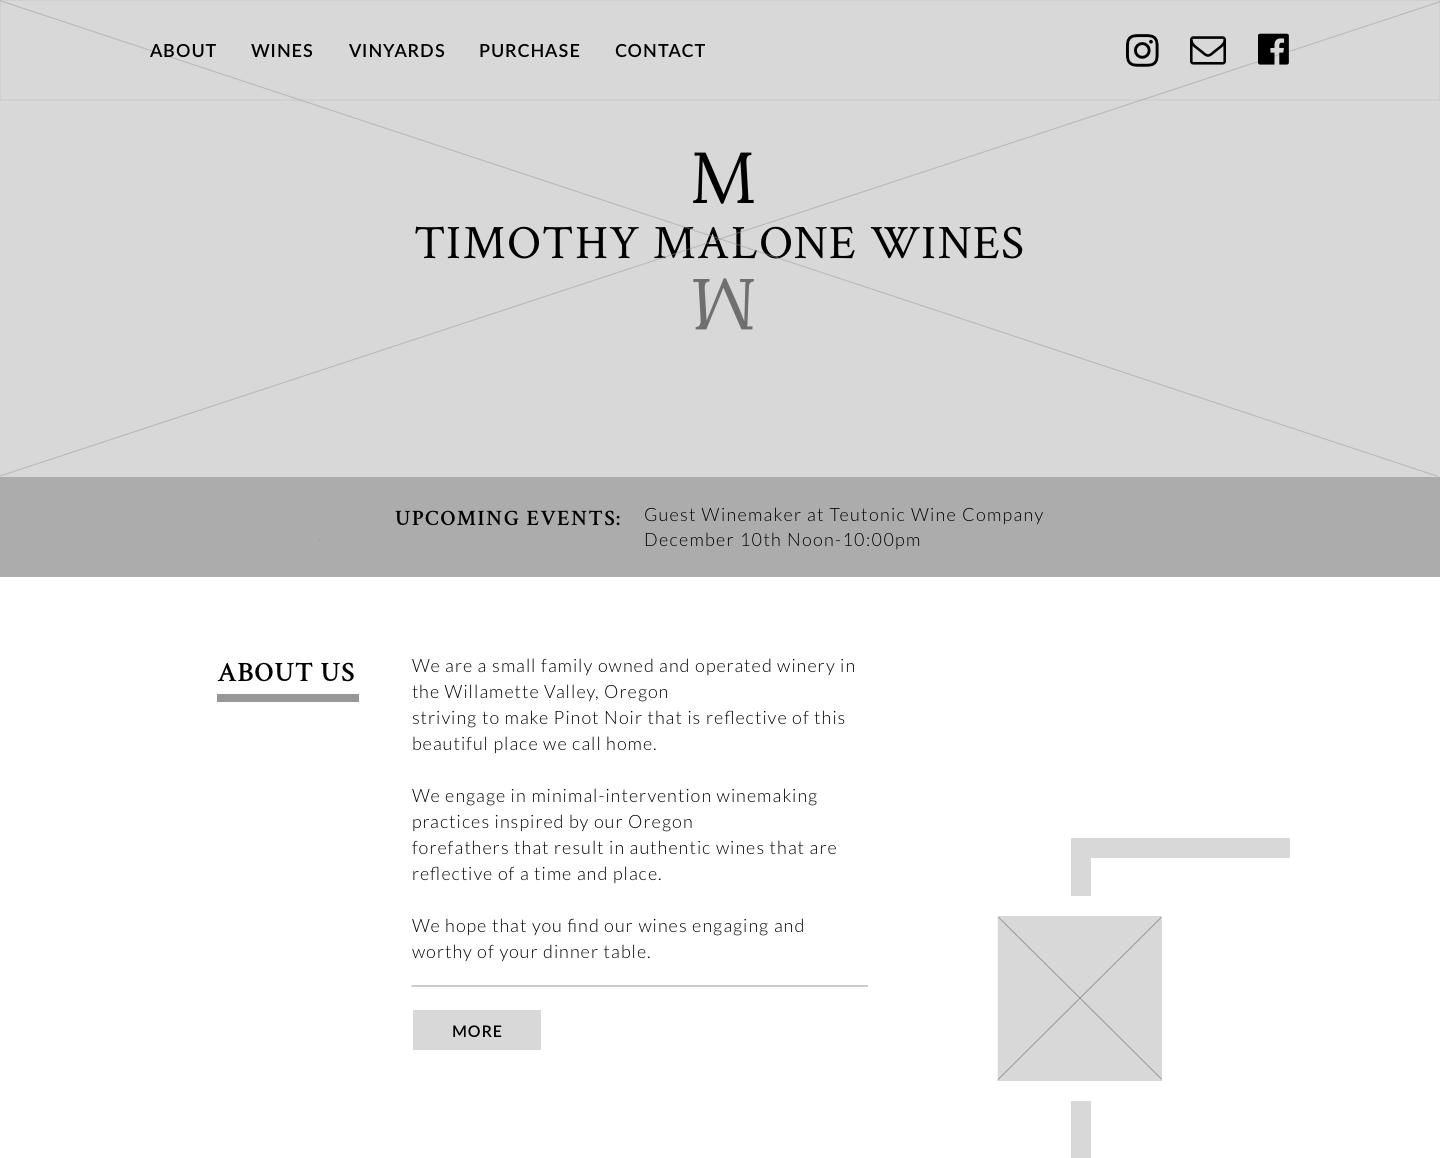 ABOUT WINES VINYARDS PURCHASE CONTACT
M
TIMOTHY MALONE WINES
M
UPCOMING EVENTS:
Guest Winemaker at Teutonic Wine Company
December 10th Noon-10:00pm
ABOUT US
We are a small family owned and operated winery in
the Willamette Valley, Oregon
striving to make Pinot Noir that is reflective of this
beautiful place we call home.
We engage in minimal-intervention winemaking
practices inspired by our Oregon
forefathers that result in authentic wines that are
reflective of a time and place.
We hope that you find our wines engaging and
worthy of your dinner table.
MORE